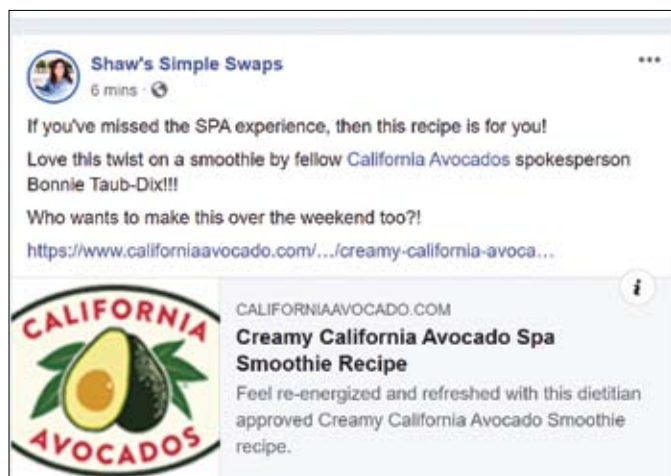 Shaw's Simple Swaps
6 mins ·
If you've missed the SPA experience, then this recipe is for you!
Love this twist on a smoothie by fellow California Avocados spokesperson
Bonnie Taub-Dix!!!
Who wants to make this over the weekend too?!
https://www.californiaavocado.com/…/creamy-california-avoca…
i
CALIFORNIA
AVOCADOS
CALIFORNIAAVOCADO.COM
Creamy California Avocado Spa
Smoothie Recipe
Feel re-energized and refreshed with this dietitian
approved Creamy California Avocado Smoothie
recipe.